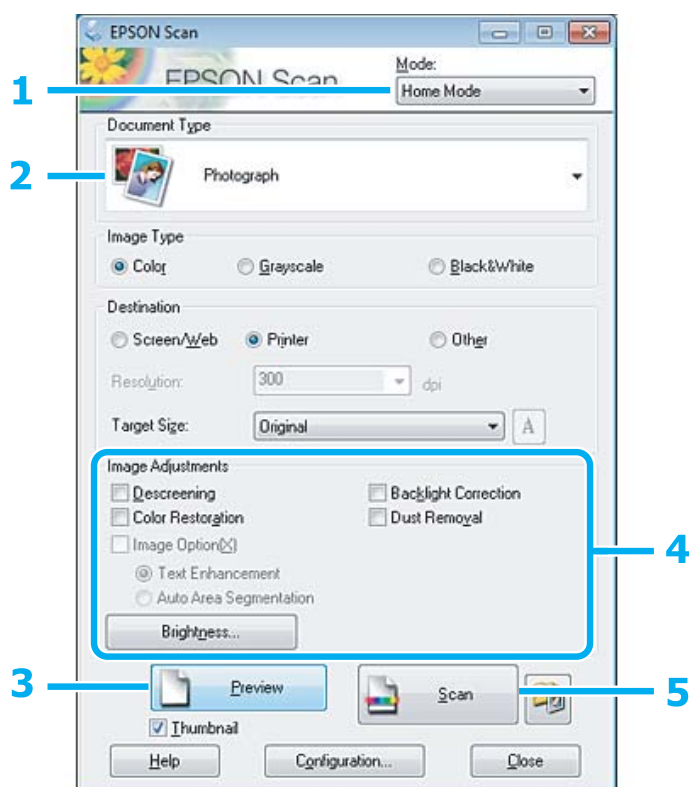 EPSON Scan
EPSON Scan
Mode:
1
Home Mode
Document Type
2
Photograph
Image Type
Color
Grayscale
Black&White
Destination
Screen/Web
Printer
Other
Resolution:
300
dpi
Target Size:
Original
A
Image Adjustments
Descreening
Backlight Correction
Color Restoration
Dust Removal
Image Option(X)
4
Text Enhancement
Auto Area Segmentation
Brightness...
3
Preview
Scan
5
Thumbnail
Help
Configuration...
Close